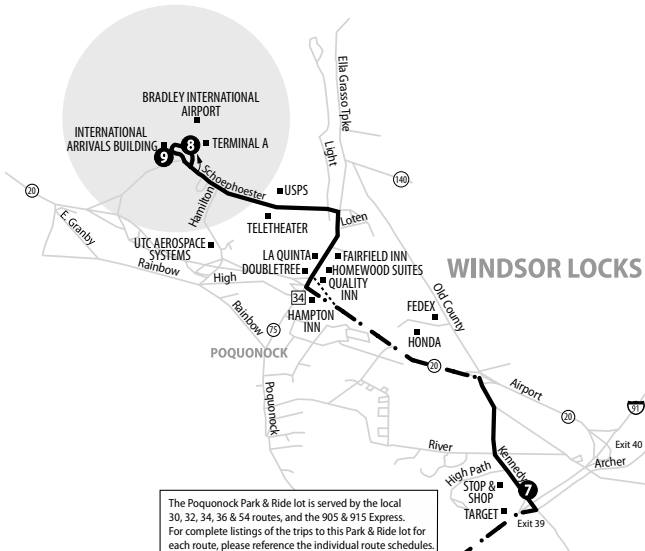 Ella Grasso Tpke
BRADLEY INTERNATIONAL
AIRPORT
INTERNATIONAL
ARRIVALS BUILDING
8
TERMINAL A
9
Light
Schoephoester
140
20
USPS
Hamilton
E. Granby
TELETHEATER
Loten
UTC AEROSPACE
SYSTEMS
LA QUINTA
FAIRFIELD INN
Rainbow
DOUBLETREE
HOMEWOOD SUITES
High
QUALITY
INN
WINDSOR LOCKS
Old County
34
HAMPTON
INN
Rainbow
75
FEDEX
HONDA
POQUONOCK
20
Airport
Poquonock
20
91
River
Exit 40
Kennedy
High Path
Archer
STOP &
SHOP
7
TARGET
Exit 39
The Poquonock Park & Ride lot is served by the local
30, 32, 34, 36 & 54 routes, and the 905 & 915 Express.
For complete listings of the trips to this Park & Ride lot for
each route, please reference the individual route schedules.